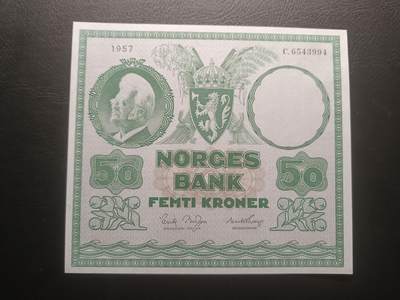 1957
C.6543994
NORGES
BANK
50
50
FEMTI KRONER